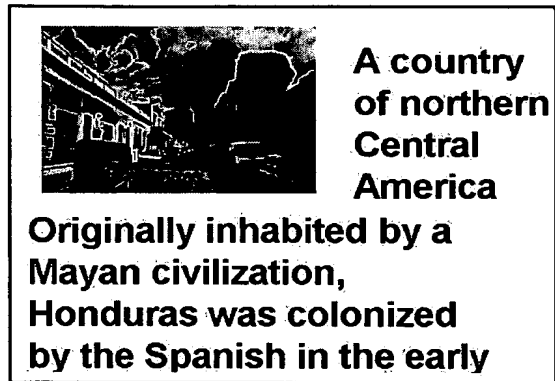 A country
of northern
Central
America
Originally inhabited by a
Mayan civilization,
Honduras was colonized
by the Spanish in the early